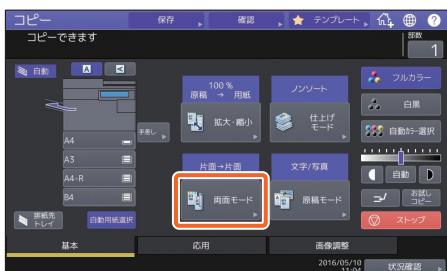 コピー
保存
確認
テンプレート
?
コピーできます
部数
1
自動
A
100 %
原稿 → 用紙
ノンソート
フルカラー
拡大・縮小
仕上げ
モード
白黒
手差し
自動カラー選択
A4
A3
片面→片面
文字/写真
A4-R
自動
B4
両面モード
原稿モード
お試し
コピー
排紙先
トレイ
自動用紙選択
ストップ
基本
応用
画像調整
2016/05/10
11:04
状況確認